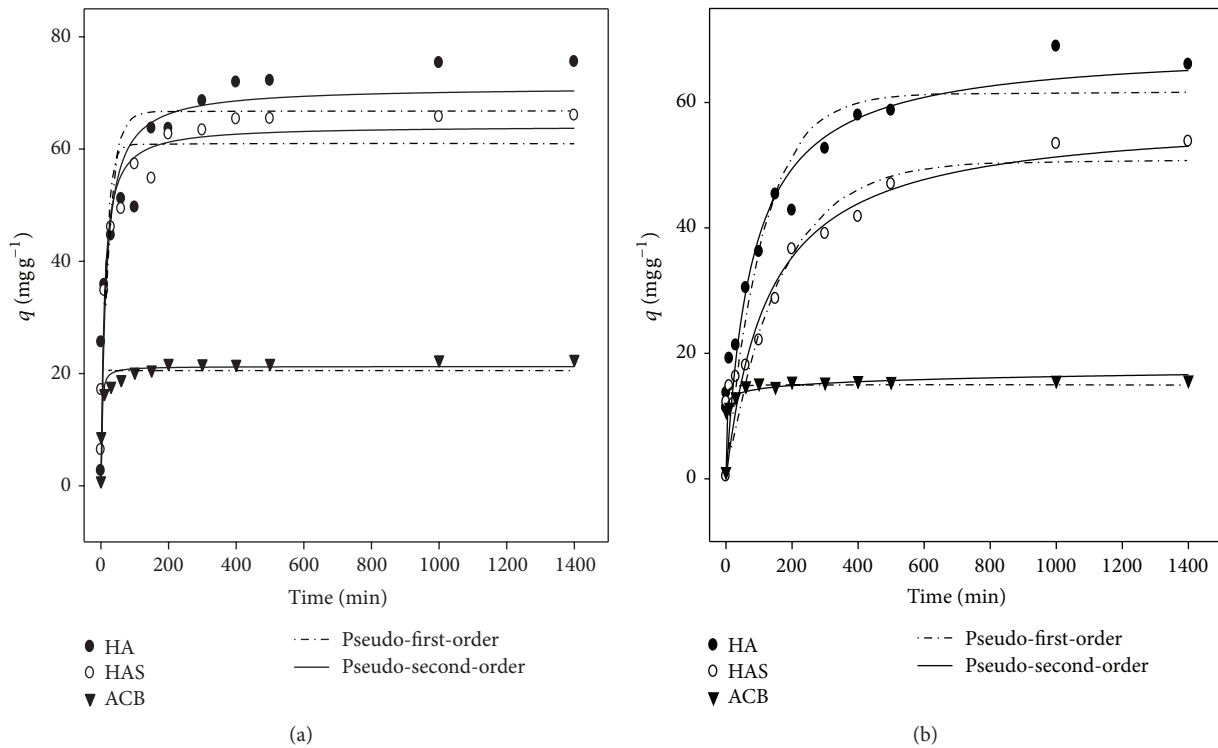 80
60
40
20
0
q (mgg⁻¹)
0 200 400 600 800 1000 1200 1400
Time (min)
HA
HAS
ACB
Pseudo-first-order
Pseudo-second-order
(a)
60
40
20
0
q (mgg⁻¹)
0 200 400 600 800 1000 1200 1400
Time (min)
HA
HAS
ACB
Pseudo-first-order
Pseudo-second-order
(b)